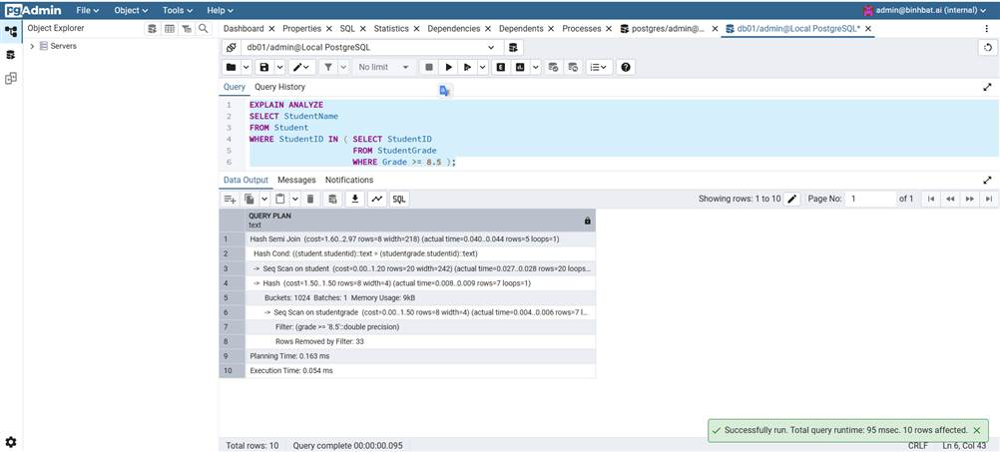 pgAdmin File Object Tools Help admin@binhbat.ai (internal)
Object Explorer
Dashboard Properties SQL Statistics Dependencies Dependents Processes postgres/admin@... db01/admin@Local PostgreSQL*
Servers
db01/admin@Local PostgreSQL
No limit
Query Query History
1 EXPLAIN ANALYZE
2 SELECT StudentName
3 FROM Student
4 WHERE StudentID IN ( SELECT StudentID
5 FROM StudentGrade
6 WHERE Grade >= 8.5 );
Data Output Messages Notifications
SQL Showing rows: 1 to 10 Page No: 1 of 1
QUERY PLAN
text
1 Hash Semi Join (cost=1.60..2.97 rows=8 width=218) (actual time=0.040..0.044 rows=5 loops=1)
2 Hash Cond: ((student.studentid)::text = (studentgrade.studentid)::text)
3 -> Seq Scan on student (cost=0.00..1.20 rows=20 width=242) (actual time=0.027..0.028 rows=20 loops...
4 -> Hash (cost=1.50..1.50 rows=8 width=4) (actual time=0.008..0.009 rows=7 loops=1)
5 Buckets: 1024 Batches: 1 Memory Usage: 9kB
6 -> Seq Scan on studentgrade (cost=0.00..1.50 rows=8 width=4) (actual time=0.004..0.006 rows=7 l...
7 Filter: (grade >= '8.5'::double precision)
8 Rows Removed by Filter: 33
9 Planning Time: 0.163 ms
10 Execution Time: 0.054 ms
Successfully run. Total query runtime: 95 msec. 10 rows affected.
Total rows: 10 Query complete 00:00:00.095 CRLF Ln 6, Col 43